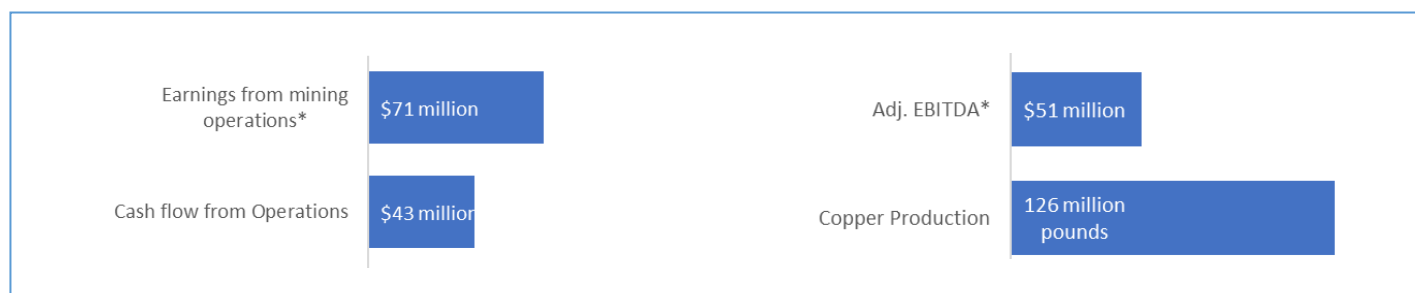 Earnings from mining
operations*
$71 million
Cash flow from Operations
$43 million
Adj. EBITDA*
$51 million
Copper Production
126 million
pounds